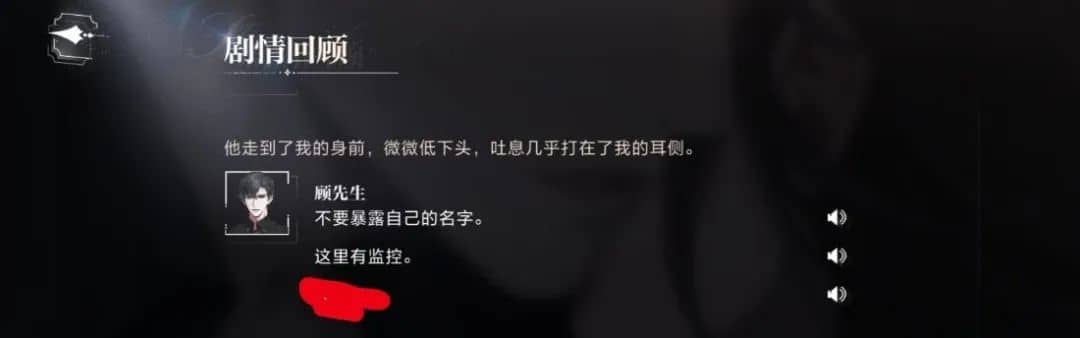 剧情回顾
他走到了我的身前，微微低下头，吐息几乎打在了我的耳侧。
顾先生
不要暴露自己的名字。
这里有监控。